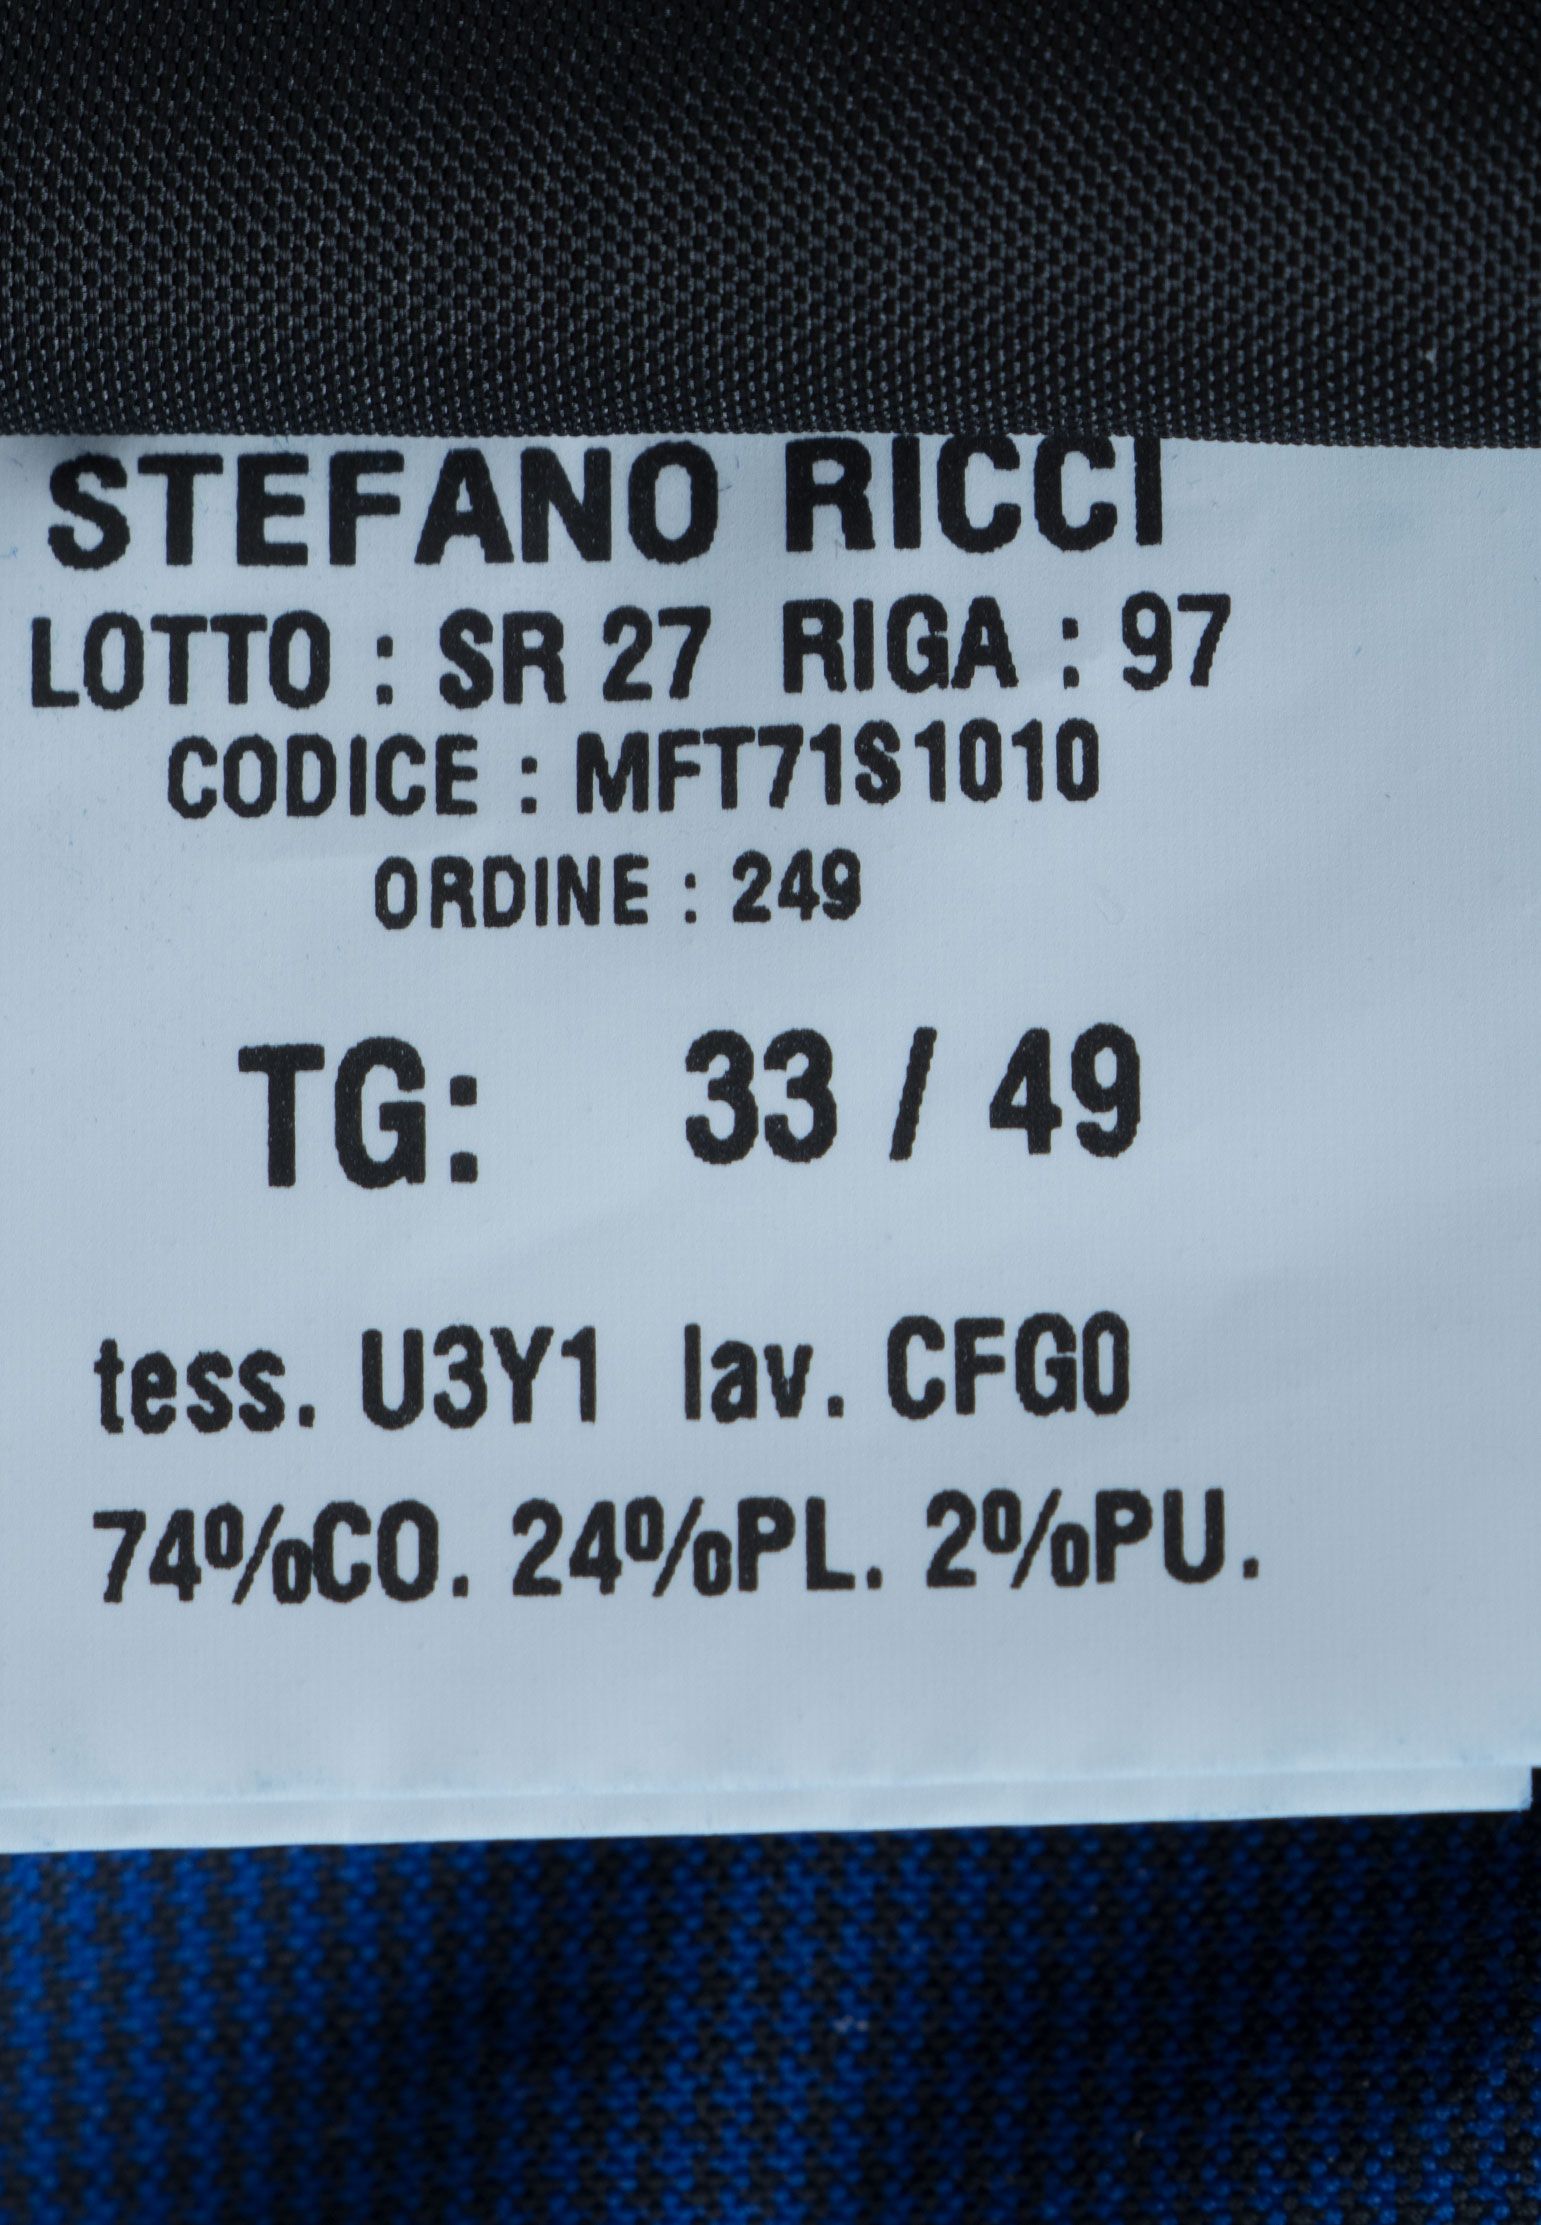 STEFANO RICCI
LOTTO : SR 27 RIGA : 97
CODICE : MFT71S1010
ORDINE : 249
TG: 33 / 49
tess. U3Y1 lav. CFG0
74%CO. 24%PL. 2%PU.